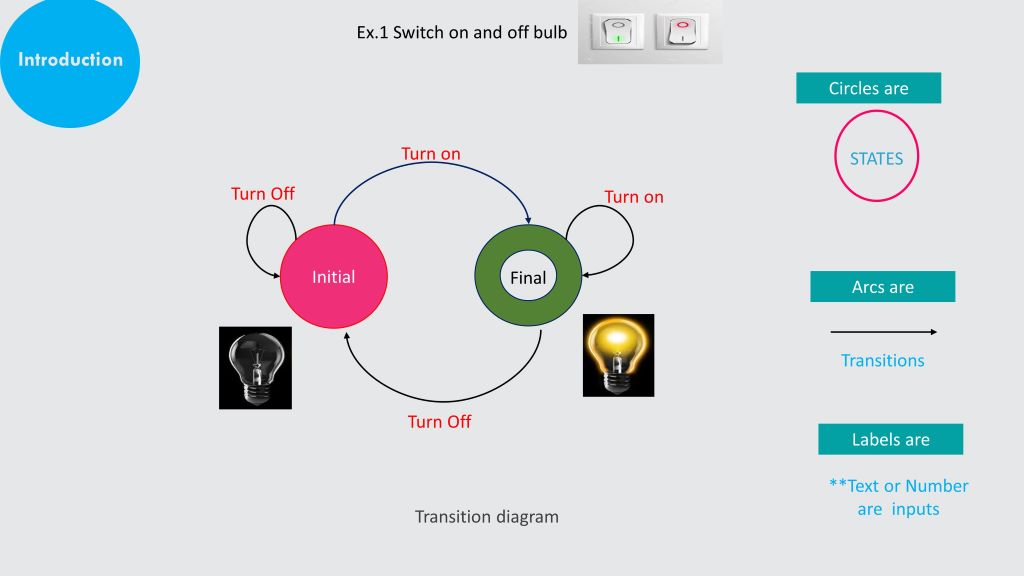 Introduction
Ex.1 Switch on and off bulb
Circles are
STATES
Turn on
Turn Off
Turn on
Initial
Final
Turn Off
Arcs are
Transitions
Labels are
**Text or Number
are inputs
Transition diagram